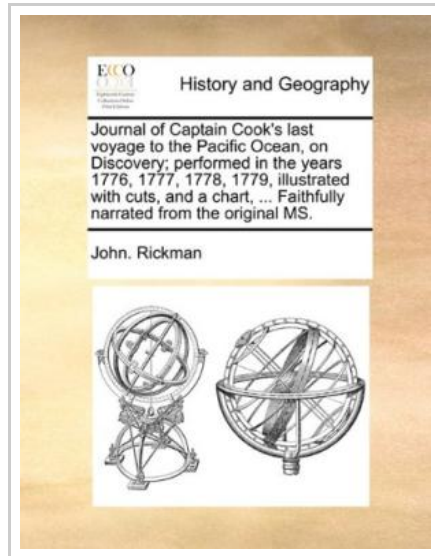 ECCO
History and Geography
Journal of Captain Cook's last
voyage to the Pacific Ocean, on
Discovery; performed in the years
1776, 1777, 1778, 1779, illustrated
with cuts, and a chart, ... Faithfully
narrated from the original MS.
John. Rickman